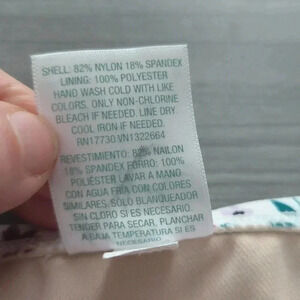 SHELL: 82% NYLON 18% SPANDEX
LINING: 100% POLYESTER
HAND WASH COLD WITH LIKE
COLORS. ONLY NON-CHLORINE
BLEACH IF NEEDED. LINE DRY
COOL IRON IF NEEDED.
RN17730 VN1322664
REVESTIMIENTO: 82% NAILON
18% SPANDEX FORRO: 100%
POLIÉSTER LAVAR A MANO
CON AGUA FRÍA CON COLORES
SIMILARES. SOLO BLANQUEADOR
SIN CLORO SI ES NECESARIO.
TENDER PARA SECAR. PLANCHAR
A BAJA TEMPERATURA SI ES
NECESARIO